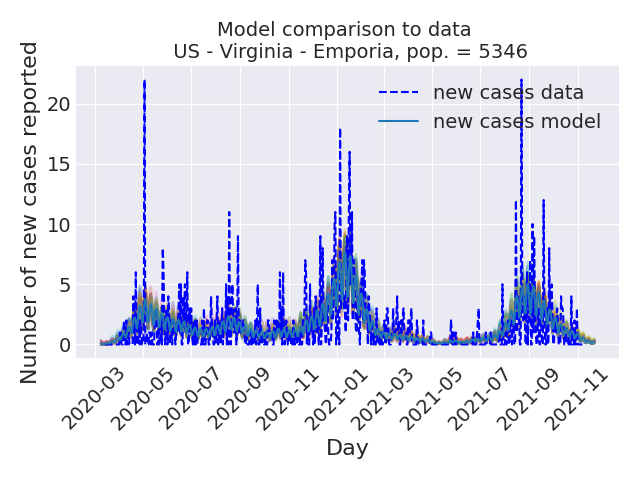 Model comparison to data
US - Virginia - Emporia, pop. = 5346
Number of new cases reported
20
15
10
5
0
new cases data
new cases model
2020-03
2020-05
2020-07
2020-09
2020-11
2021-01
2021-03
2021-05
2021-07
2021-09
2021-11
Day